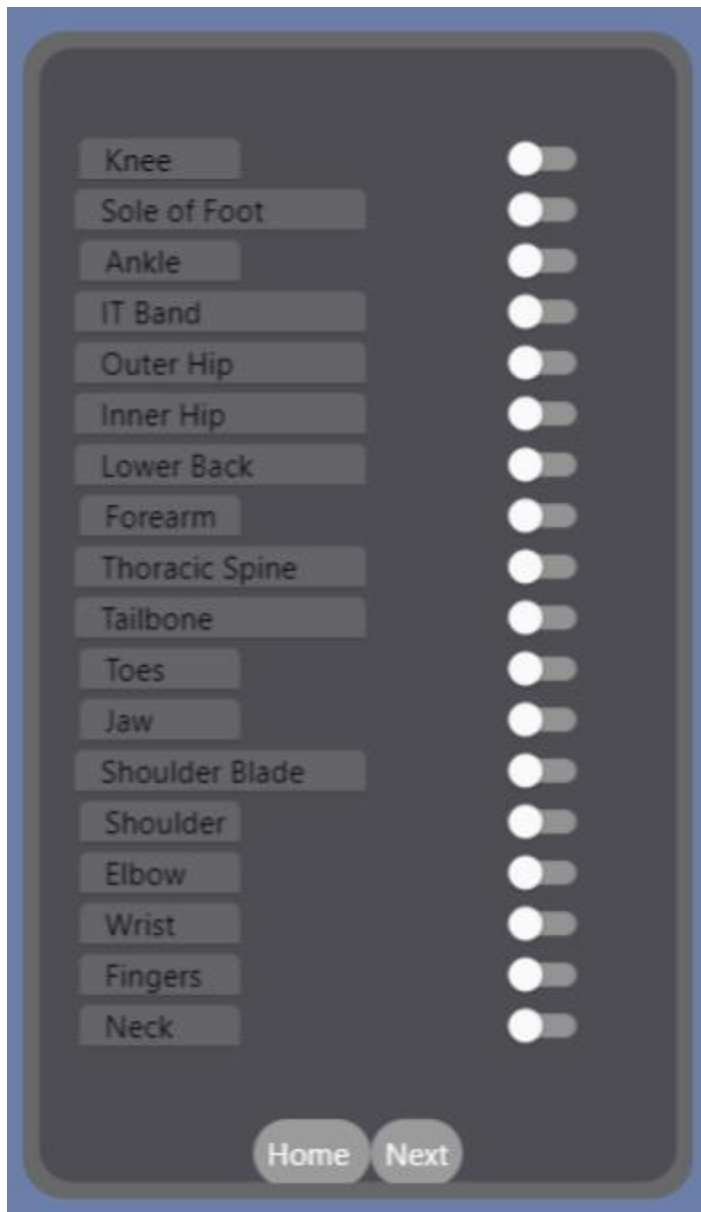 Knee
Sole of Foot
Ankle
IT Band
Outer Hip
Inner Hip
Lower Back
Forearm
Thoracic Spine
Tailbone
Toes
Jaw
Shoulder Blade
Shoulder
Elbow
Wrist
Fingers
Neck
Home Next